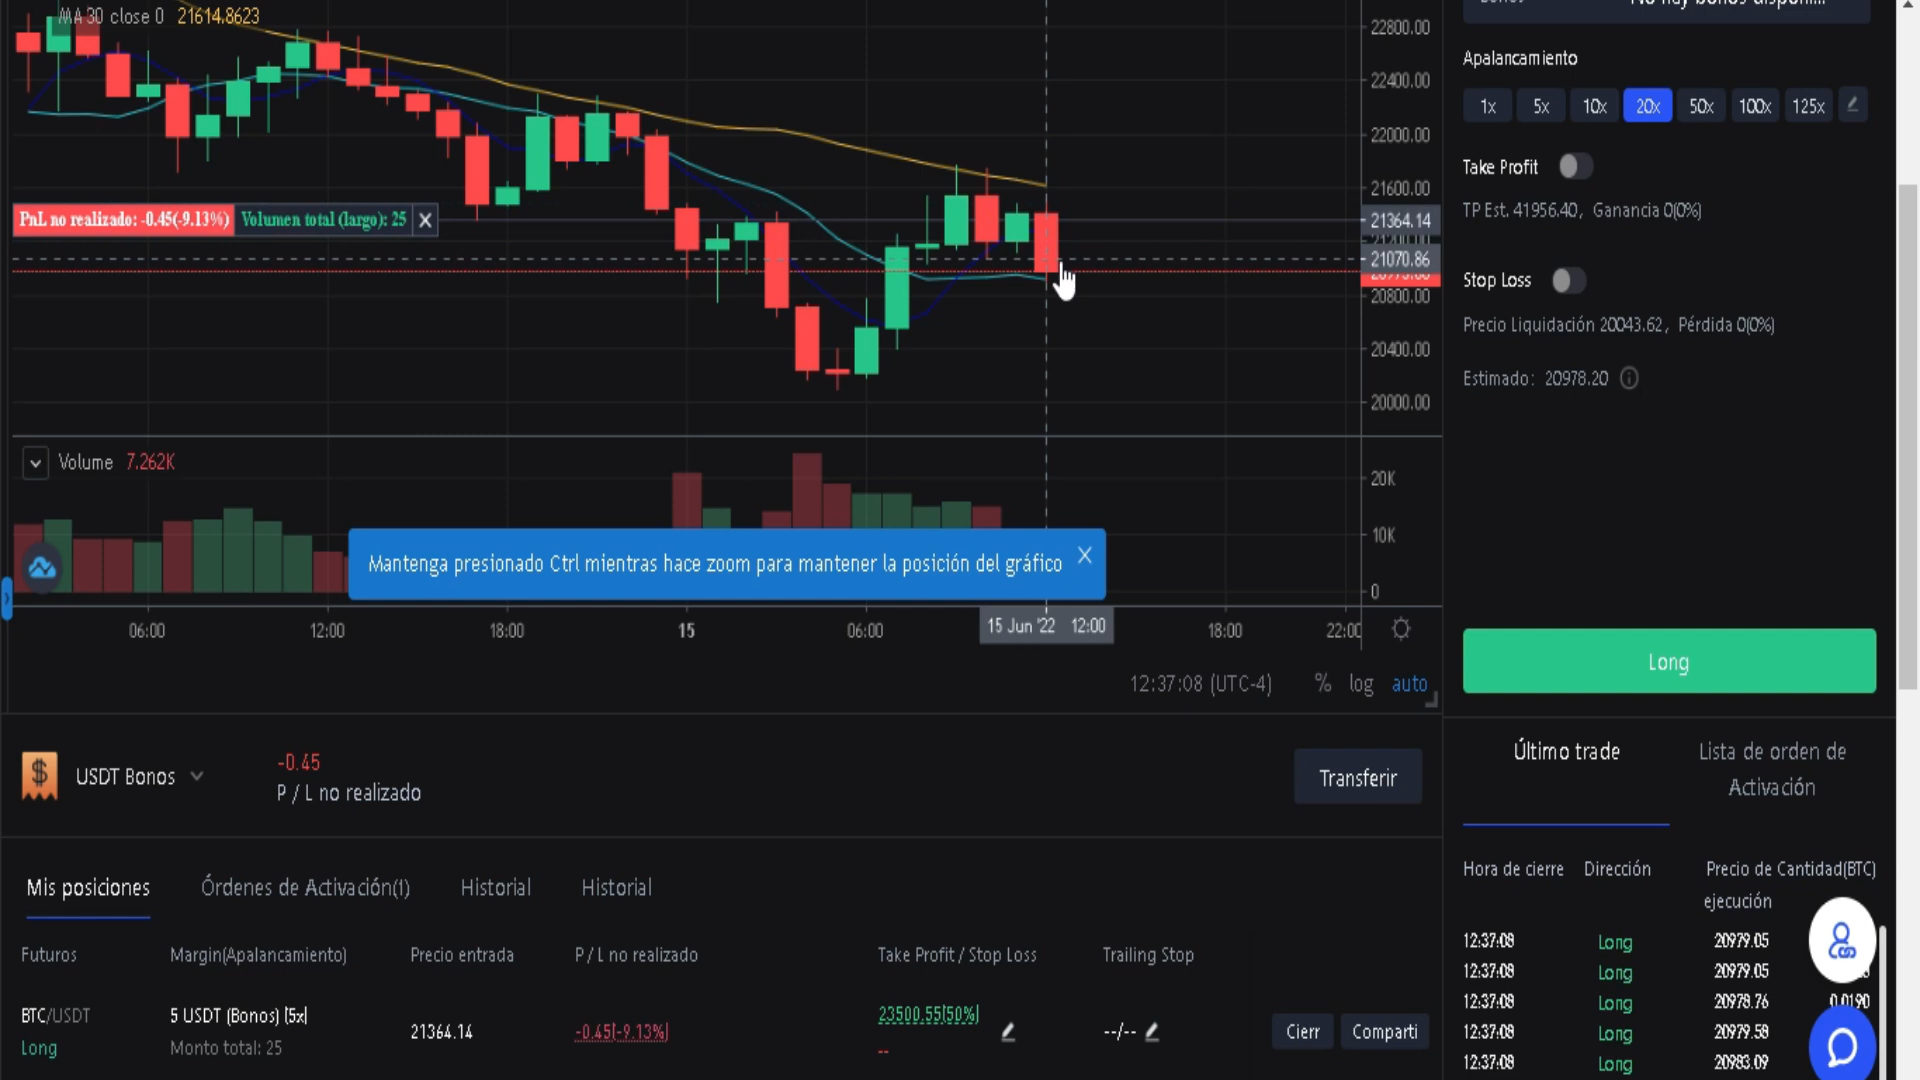 MA 30 close 0 21614.8623
22800.00
22400.00
22000.00
21600.00
21364.14
21070.86
20800.00
20400.00
20000.00
PnL no realizado: -0.45(-9.13%) Volumen total (largo): 25
Volume 7.262K
20K
10K
0
Mantenga presionado Ctrl mientras hace zoom para mantener la posición del gráfico
06:00 12:00 18:00 15 06:00 15 Jun '22 12:00 18:00 22:00
12:37:08 (UTC-4) % log auto
USDT Bonos
-0.45
P / L no realizado
Transferir
Mis posiciones Órdenes de Activación(1) Historial Historial
Futuros Margin(Apalancamiento) Precio entrada P / L no realizado Take Profit / Stop Loss Trailing Stop
BTC/USDT 5 USDT (Bonos) (5x) 21364.14 -0.45(-9.13%) 23500.55(50%) --/-- Cierr Comparti
Long Monto total: 25 --
Apalancamiento
1x 5x 10x 20x 50x 100x 125x
Take Profit
TP Est. 41956.40, Ganancia 0(0%)
Stop Loss
Precio Liquidación 20043.62, Pérdida 0(0%)
Estimado: 20978.20
Long
Último trade Lista de orden de
Activación
Hora de cierre Dirección Precio de Cantidad(BTC)
ejecución
12:37:08 Long 20979.05
12:37:08 Long 20979.05
12:37:08 Long 20978.76 0.0190
12:37:08 Long 20979.58
12:37:08 Long 20983.09